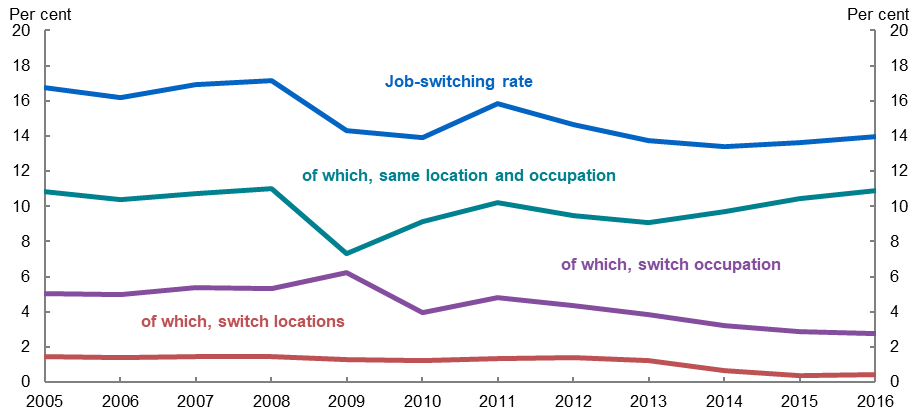 Per cent Per cent
20 20
18 18
16 Job-switching rate 16
14 14
12 12
of which, same location and occupation
10 10
8 8
of which, switch occupation
6 6
4 of which, switch locations 4
2 2
0 0
2005 2006 2007 2008 2009 2010 2011 2012 2013 2014 2015 2016